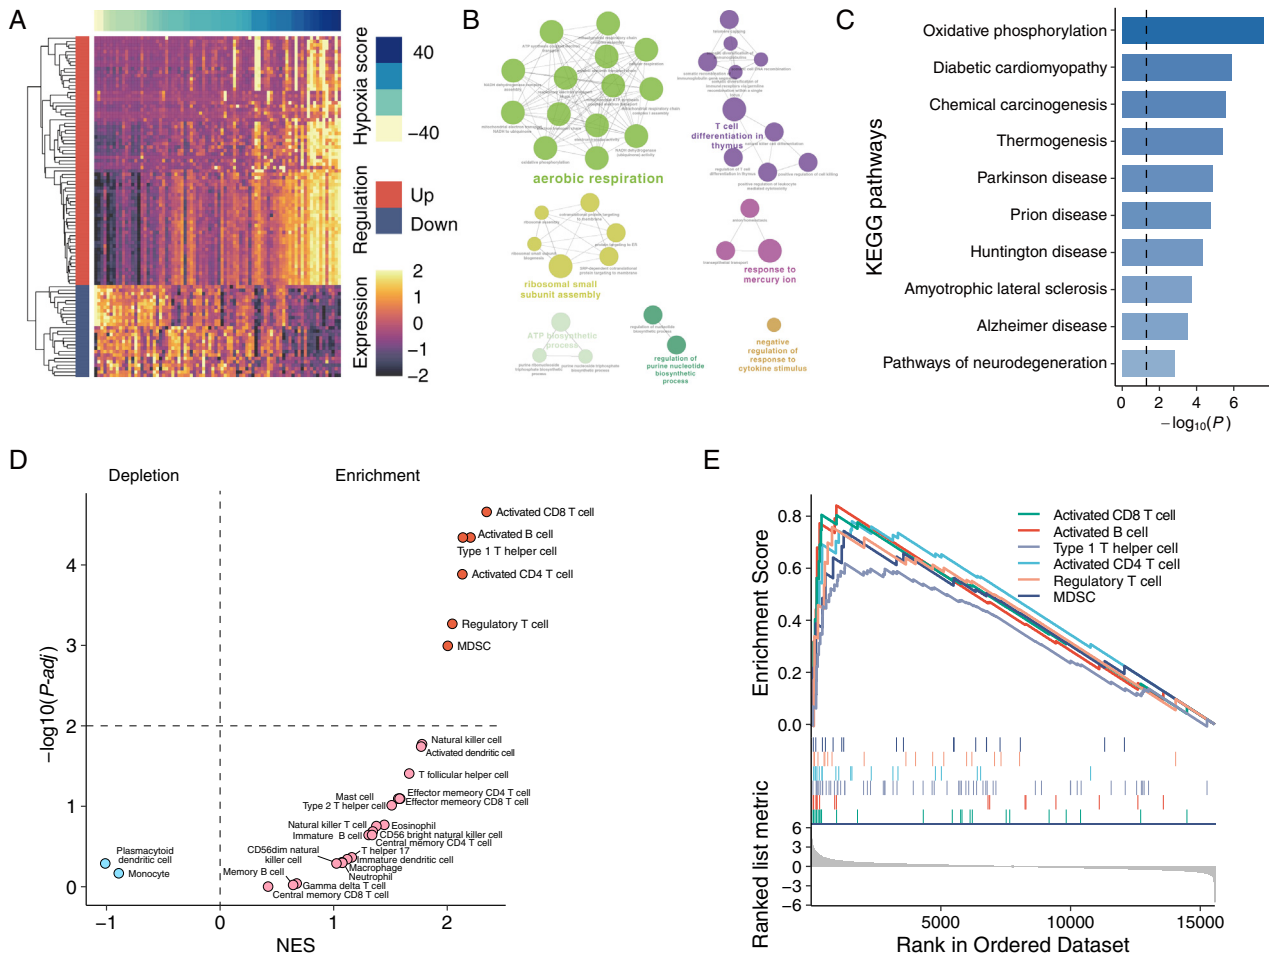 A
Hypoxia score
40
−40
Regulation
Up
Down
Expression
2
1
0
−1
−2
B
aerobic respiration
oxidative phosphorylation
T cell
differentiation in
thymus
ribosomal small
subunit assembly
response to
mercury ion
ATP biosynthetic
process
regulation of
purine nucleotide
biosynthetic
process
negative
regulation of
response to
cytokine stimulus
C
KEGG pathways
Oxidative phosphorylation
Diabetic cardiomyopathy
Chemical carcinogenesis
Thermogenesis
Parkinson disease
Prion disease
Huntington disease
Amyotrophic lateral sclerosis
Alzheimer disease
Pathways of neurodegeneration
0 2 4 6
−log10(P)
D
Depletion Enrichment
−log10(P-adj)
4
3
2
1
0
Activated CD8 T cell
Activated B cell
Type 1 T helper cell
Activated CD4 T cell
Regulatory T cell
MDSC
Natural killer cell
Activated dendritic cell
T follicular helper cell
Mast cell
Effector memeory CD4 T cell
Type 2 T helper cell
Effector memeory CD8 T cell
Natural killer T cell
Eosinophil
Immature B cell
CD56 bright natural killer cell
Central memory CD4 T cell
CD56dim natural
killer cell
T helper 17
Immature dendritic cell
Macrophage
Neutrophil
Memory B cell
Gamma delta T cell
Central memory CD8 T cell
Plasmacytoid
dendritic cell
Monocyte
−1 0 1 2
NES
E
Enrichment Score
0.8
0.6
0.4
0.2
0.0
Activated CD8 T cell
Activated B cell
Type 1 T helper cell
Activated CD4 T cell
Regulatory T cell
MDSC
Ranked list metric
6
3
0
−3
−6
5000 10000 15000
Rank in Ordered Dataset